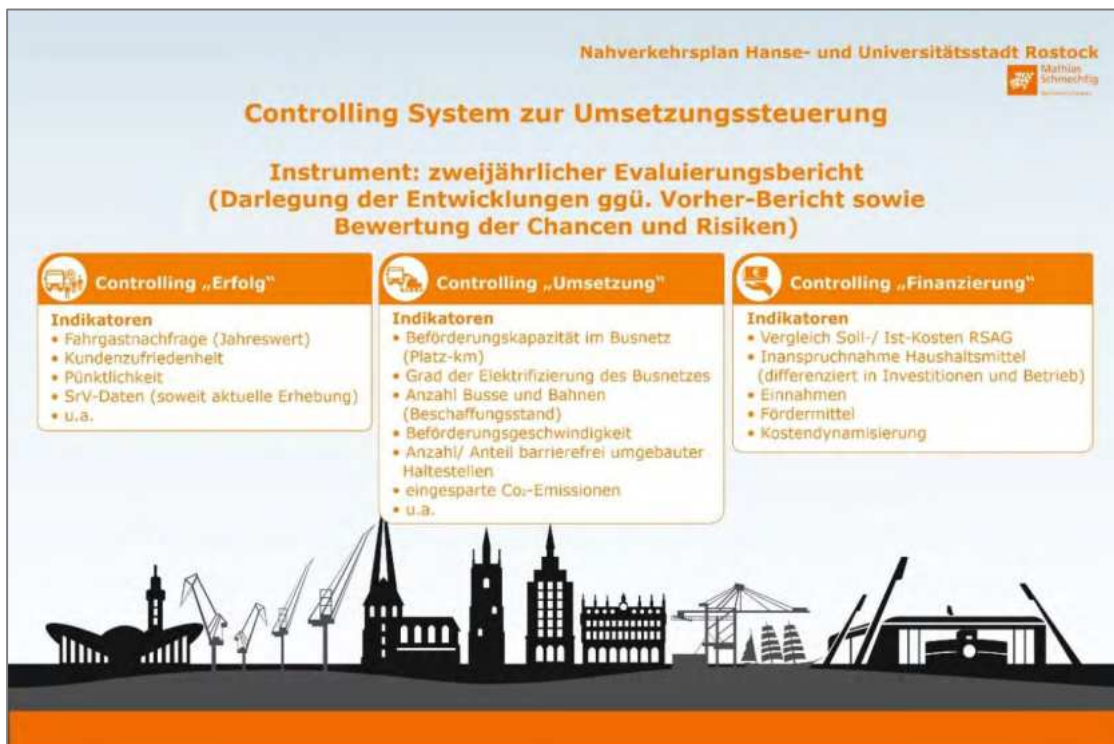 Nahverkehrsplan Hanse- und Universitätsstadt Rostock
Mathias
Schmechtig
Controlling System zur Umsetzungssteuerung
Instrument: zweijährlicher Evaluierungsbericht
(Darlegung der Entwicklungen ggü. Vorher-Bericht sowie
Bewertung der Chancen und Risiken)
Controlling „Erfolg“
Indikatoren
• Fahrgastnachfrage (Jahreswert)
• Kundenzufriedenheit
• Pünktlichkeit
• SrV-Daten (soweit aktuelle Erhebung)
• u.a.
Controlling „Umsetzung“
Indikatoren
• Beförderungskapazität im Busnetz
(Platz-km)
• Grad der Elektrifizierung des Busnetzes
• Anzahl Busse und Bahnen
(Beschaffungsstand)
• Beförderungsgeschwindigkeit
• Anzahl/ Anteil barrierefrei umgebauter
Haltestellen
• eingesparte Co₂-Emissionen
• u.a.
Controlling „Finanzierung“
Indikatoren
• Vergleich Soll-/ Ist-Kosten RSAG
• Inanspruchnahme Haushaltsmittel
(differenziert in Investitionen und Betrieb)
• Einnahmen
• Fördermittel
• Kostendynamisierung